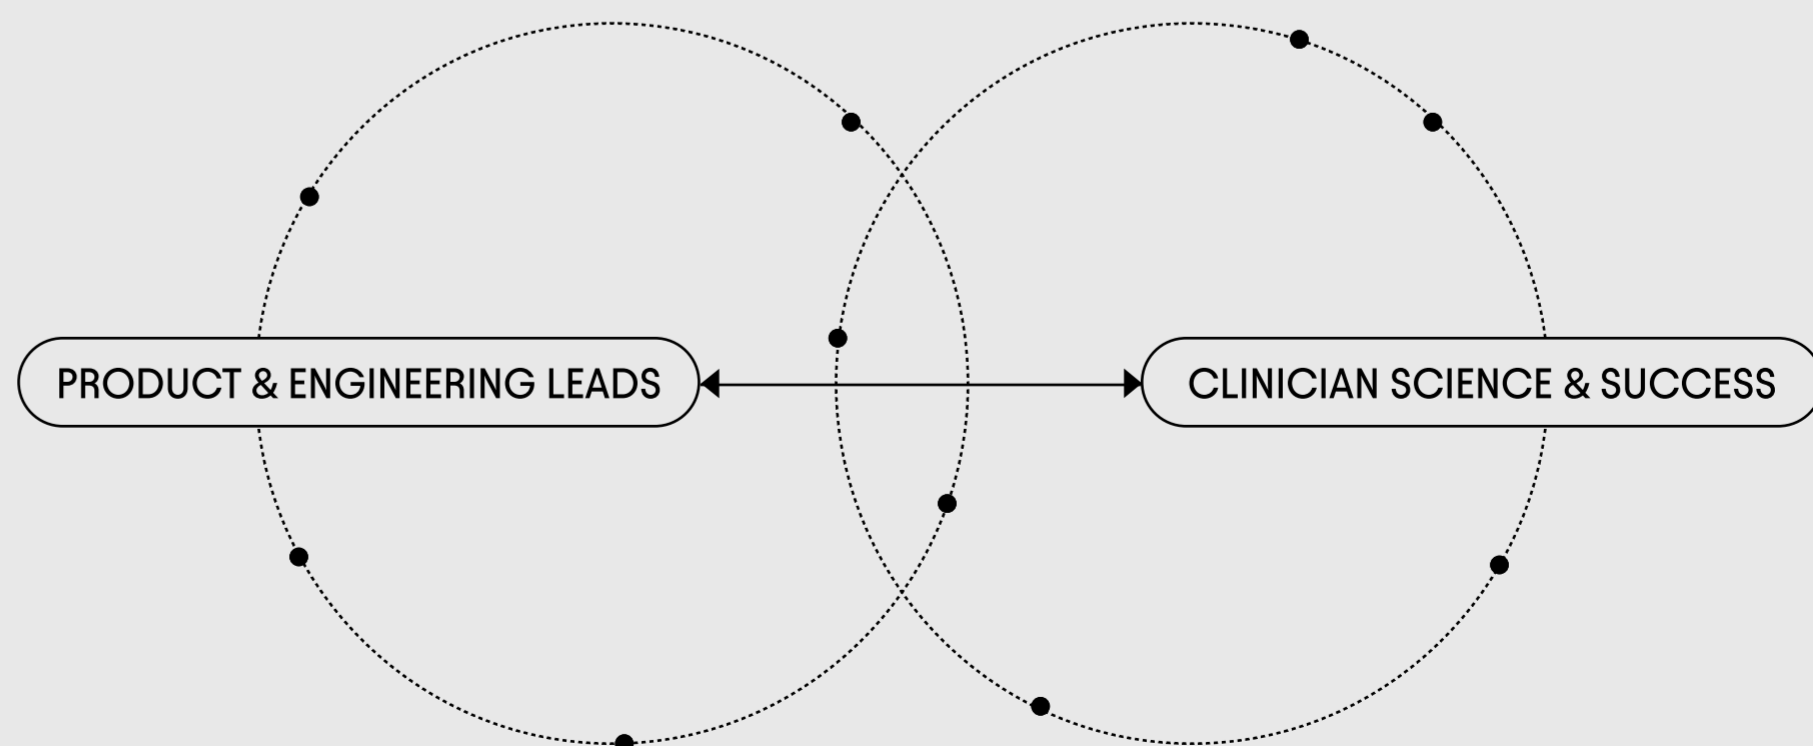 PRODUCT & ENGINEERING LEADS
CLINICIAN SCIENCE & SUCCESS